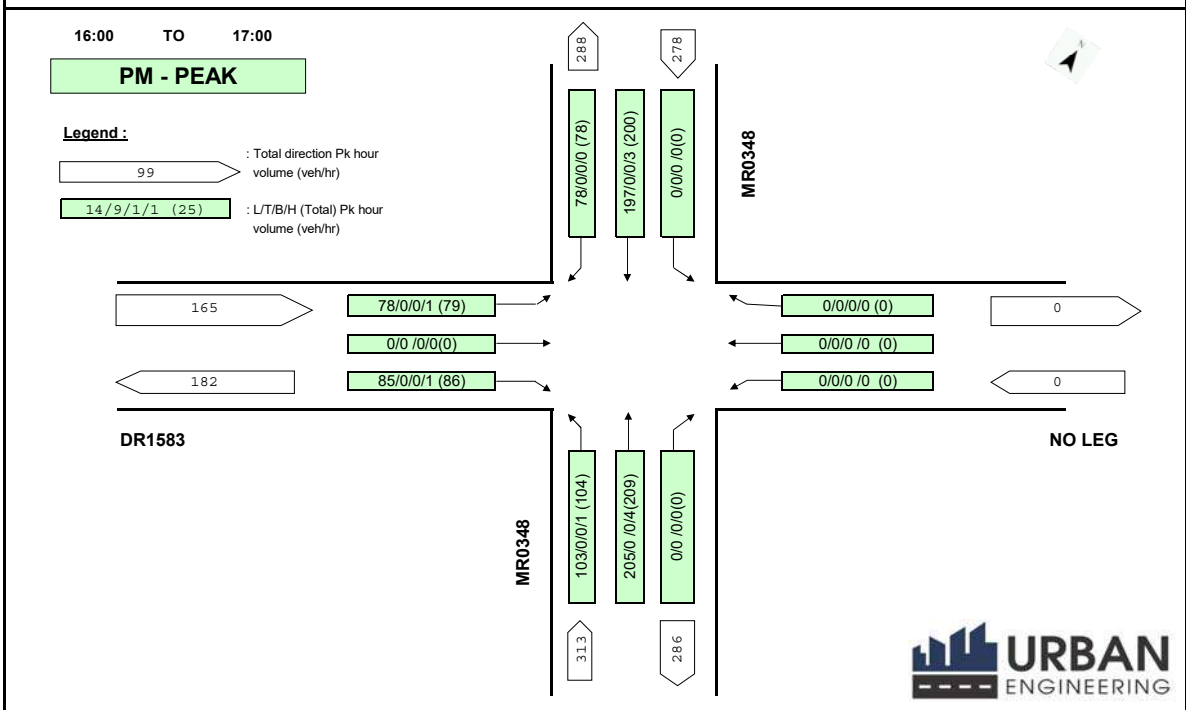 16:00 TO 17:00
PM - PEAK
Legend :
99
: Total direction Pk hour
volume (veh/hr)
14/9/1/1 (25)
: L/T/B/H (Total) Pk hour
volume (veh/hr)
288
278
N
78/0/0/0 (78)
197/0/0/3 (200)
0/0/0 /0(0)
MR0348
165
78/0/0/1 (79)
0/0 /0/0(0)
182
85/0/0/1 (86)
0/0/0/0 (0)
0
0/0/0 /0 (0)
0/0/0 /0 (0)
0
DR1583
NO LEG
MR0348
103/0/0/1 (104)
205/0 /0/4(209)
0/0 /0/0(0)
313
286
URBAN
ENGINEERING